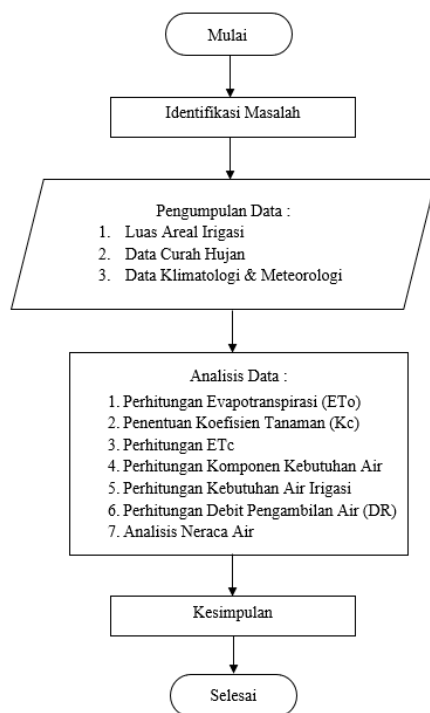 Mulai
Identifikasi Masalah
Pengumpulan Data :
1. Luas Areal Irigasi
2. Data Curah Hujan
3. Data Klimatologi & Meteorologi
Analisis Data :
1. Perhitungan Evapotranspirasi (ETo)
2. Penentuan Koefisien Tanaman (Kc)
3. Perhitungan ETc
4. Perhitungan Komponen Kebutuhan Air
5. Perhitungan Kebutuhan Air Irigasi
6. Perhitungan Debit Pengambilan Air (DR)
7. Analisis Neraca Air
Kesimpulan
Selesai